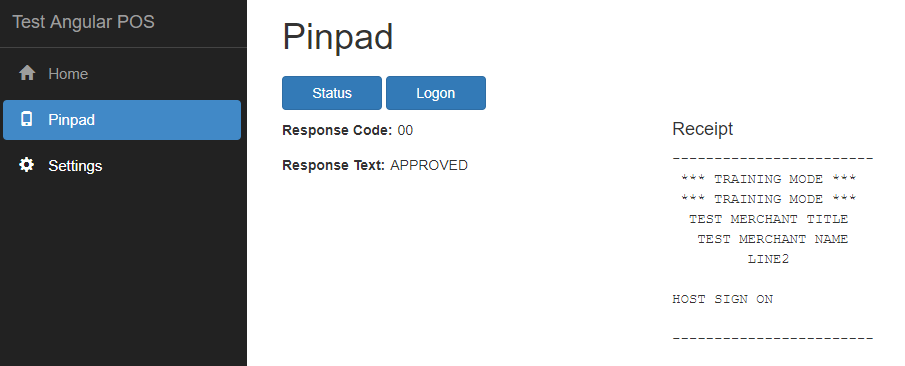 Test Angular POS
Home
Pinpad
Settings
Pinpad
Status Logon
Response Code: 00
Response Text: APPROVED
Receipt
------------------------
*** TRAINING MODE ***
*** TRAINING MODE ***
TEST MERCHANT TITLE
TEST MERCHANT NAME
LINE2
HOST SIGN ON
------------------------